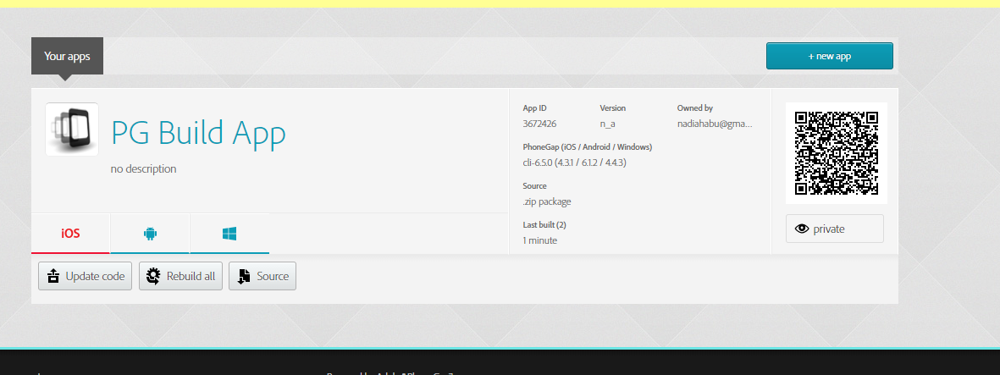 Your apps
+ new app
PG Build App
no description
App ID
Version
Owned by
3672426
n_a
nadiahabu@gma...
PhoneGap (iOS / Android / Windows)
cli-6.5.0 (4.3.1 / 6.1.2 / 4.4.3)
Source
.zip package
Last built (2)
1 minute
private
iOS
Update code
Rebuild all
Source